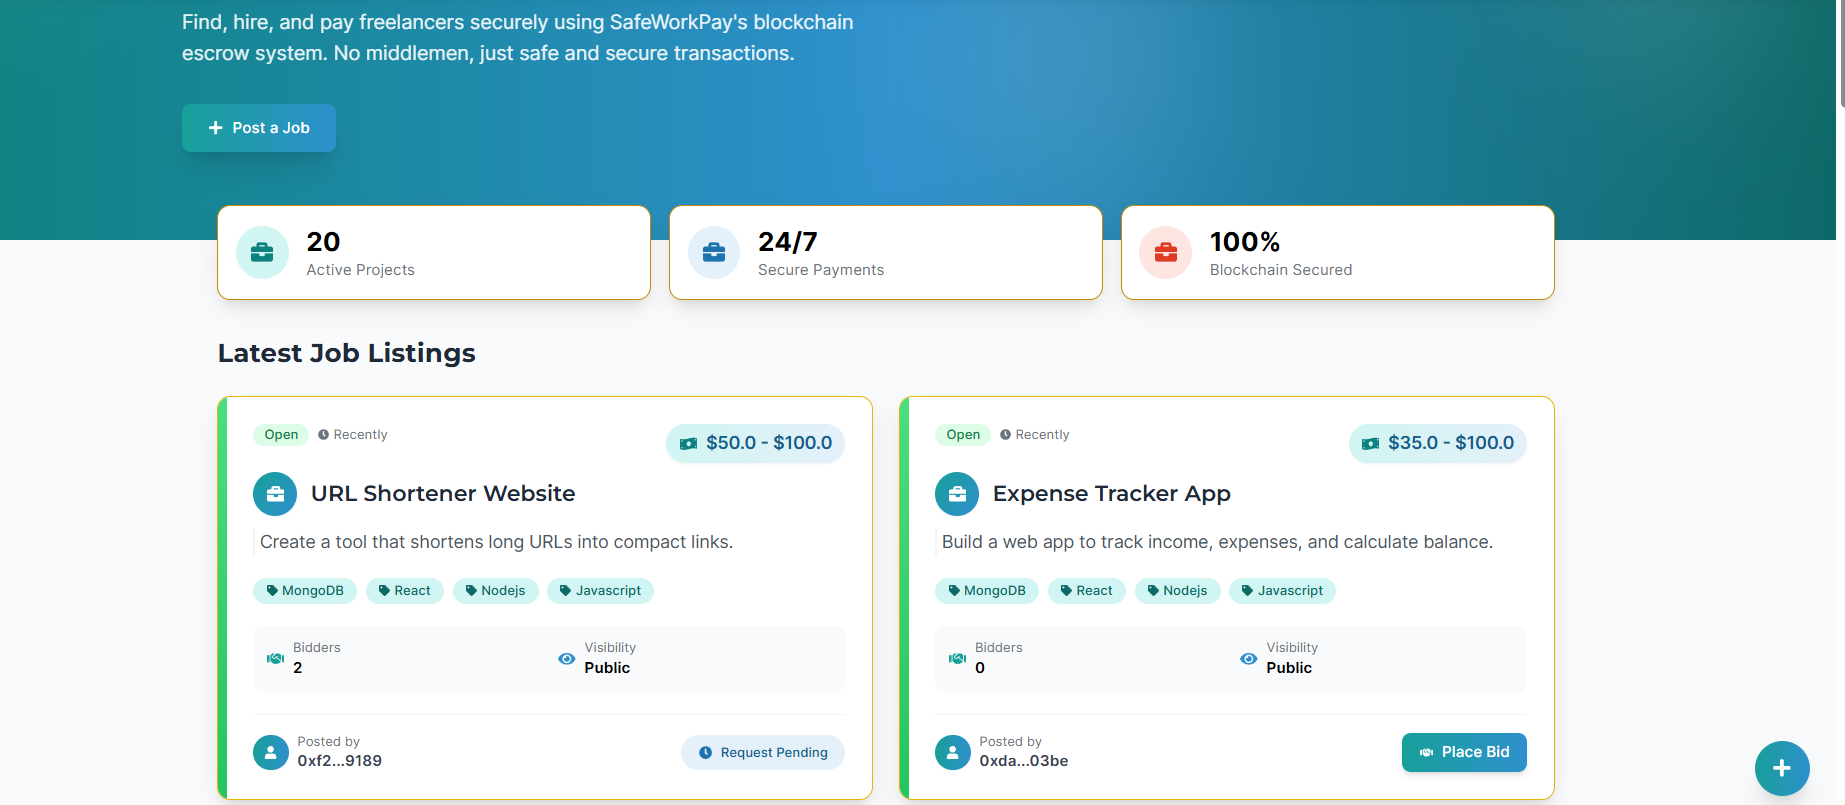 Find, hire, and pay freelancers securely using SafeWorkPay's blockchain
escrow system. No middlemen, just safe and secure transactions.
+ Post a Job
20
Active Projects
24/7
Secure Payments
100%
Blockchain Secured
Latest Job Listings
Open Recently
$50.0 - $100.0
URL Shortener Website
Create a tool that shortens long URLs into compact links.
MongoDB React Nodejs Javascript
Bidders
2
Visibility
Public
Posted by
0xf2...9189
Request Pending
Open Recently
$35.0 - $100.0
Expense Tracker App
Build a web app to track income, expenses, and calculate balance.
MongoDB React Nodejs Javascript
Bidders
0
Visibility
Public
Posted by
0xda...03be
Place Bid
+